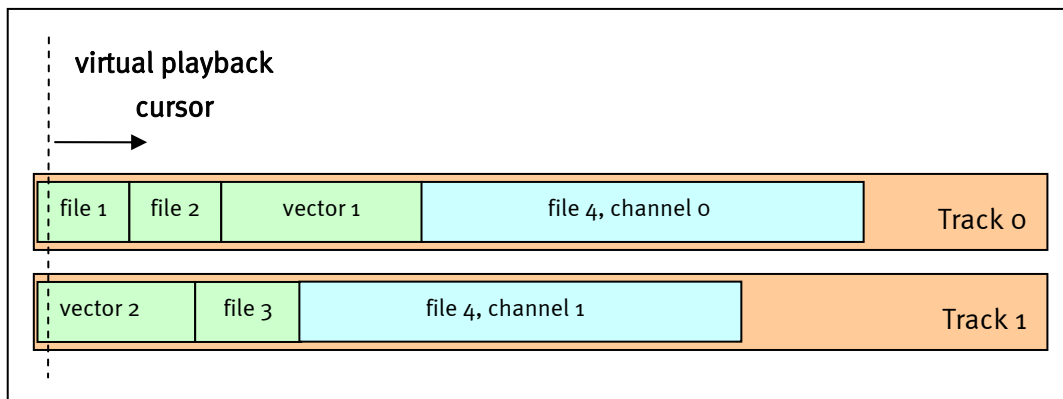 virtual playback
cursor
file 1 file 2 vector 1 file 4, channel 0 Track 0
vector 2 file 3 file 4, channel 1 Track 1